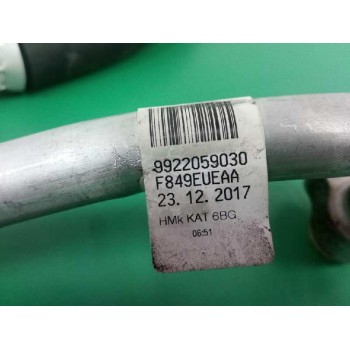 9922059030
F849EUEAA
23. 12. 2017
HMk KAT 6BG
06:51